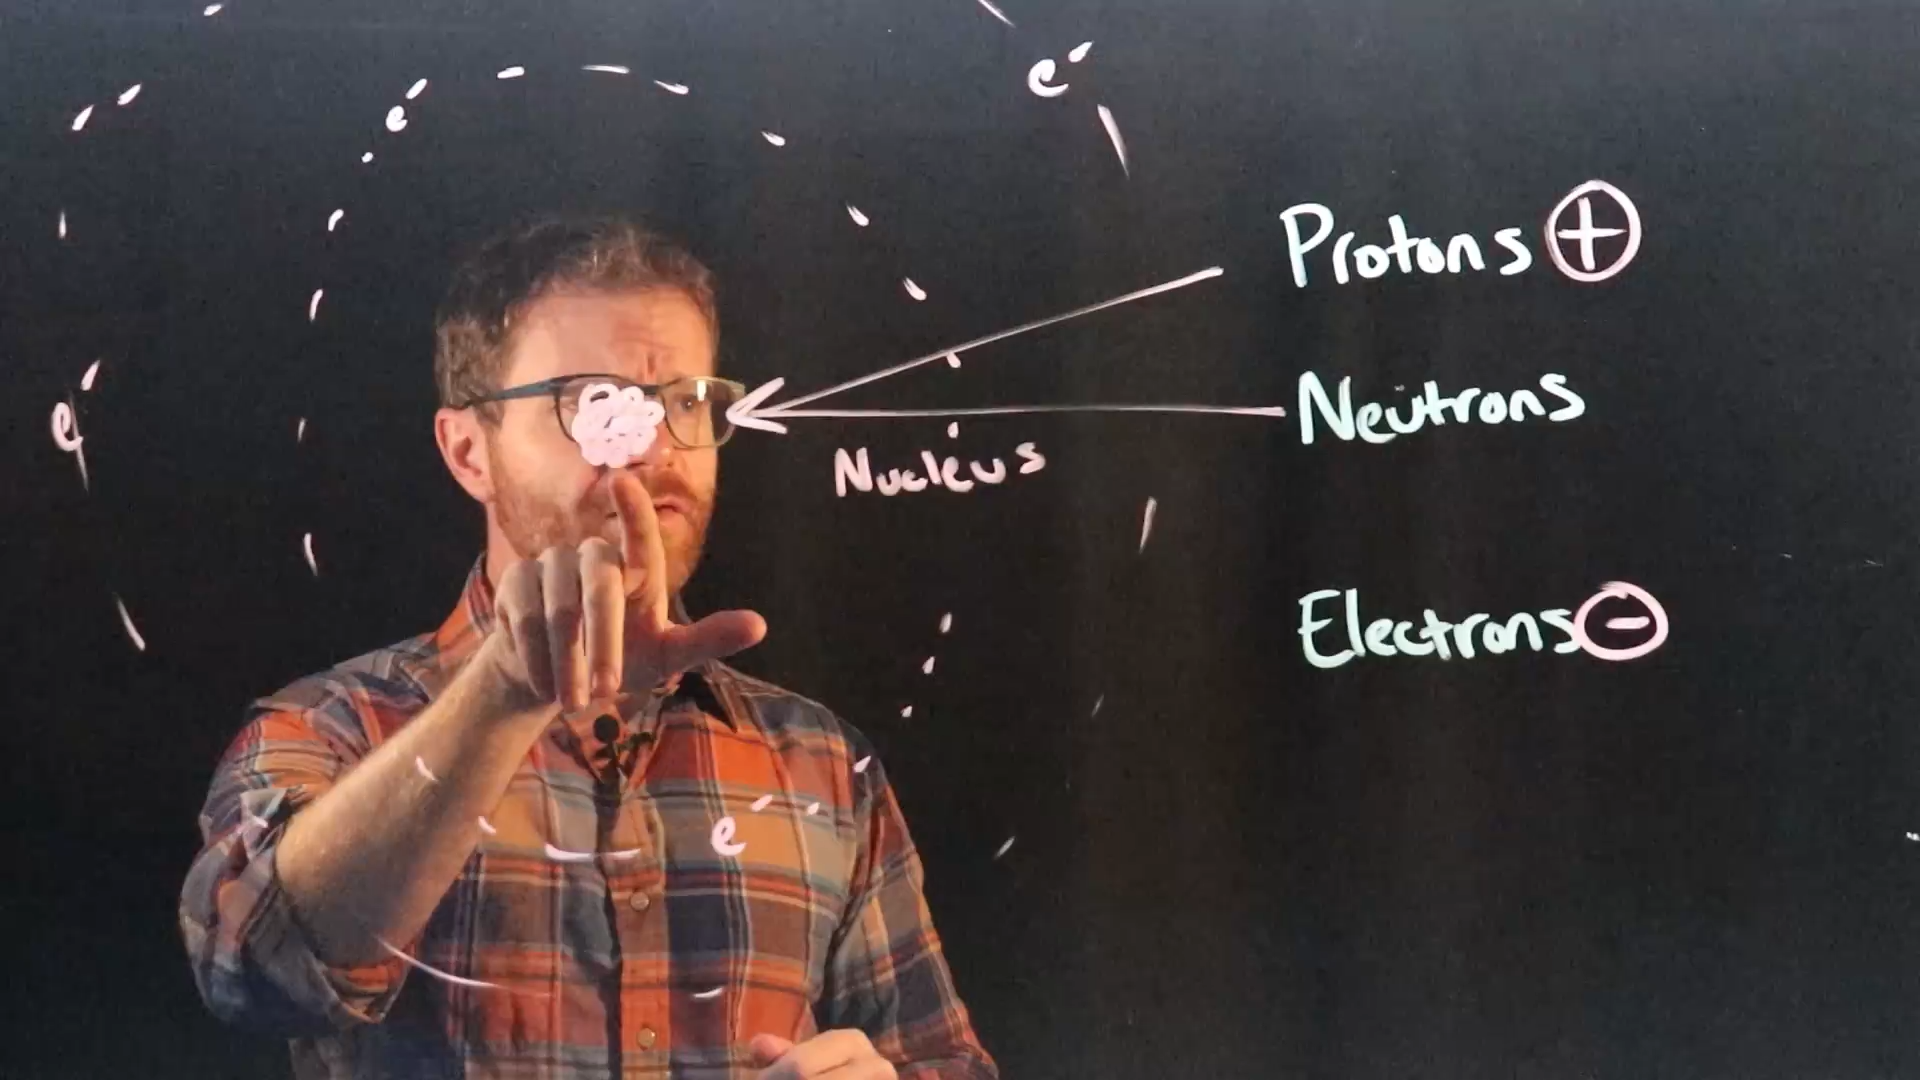 e⁻
e⁻
Protons +
e⁻
Neutrons
Nucleus
Electrons -
e⁻